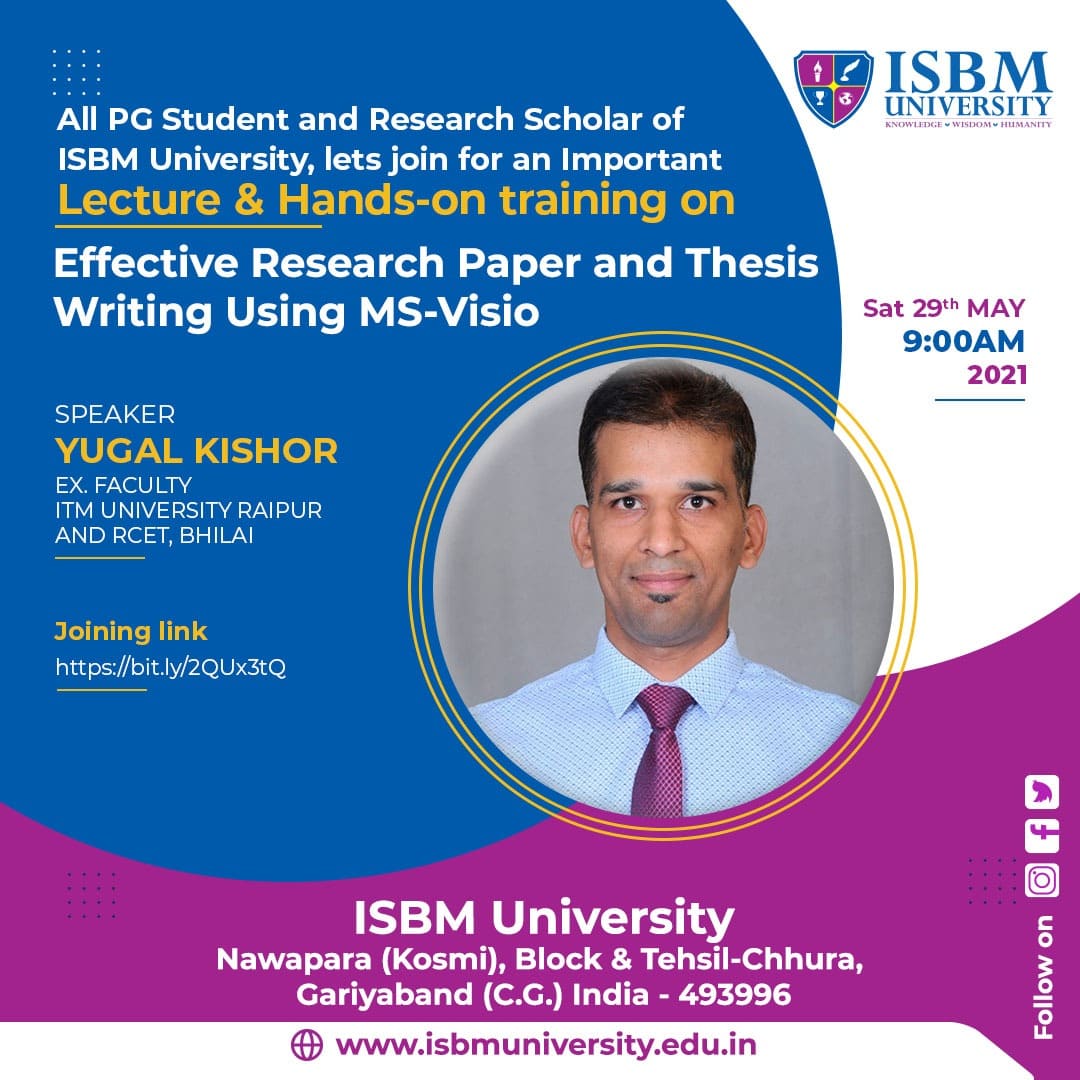 ISBM
UNIVERSITY
KNOWLEDGE WISDOM HUMANITY
All PG Student and Research Scholar of
ISBM University, lets join for an Important
Lecture & Hands-on training on
Effective Research Paper and Thesis
Writing Using MS-Visio
Sat 29th MAY
9:00AM
2021
SPEAKER
YUGAL KISHOR
EX. FACULTY
ITM UNIVERSITY RAIPUR
AND RCET, BHILAI
Joining link
https://bit.ly/2QUx3tQ
Follow on
ISBM University
Nawapara (Kosmi), Block & Tehsil-Chhura,
Gariyaband (C.G.) India - 493996
www.isbmuniversity.edu.in